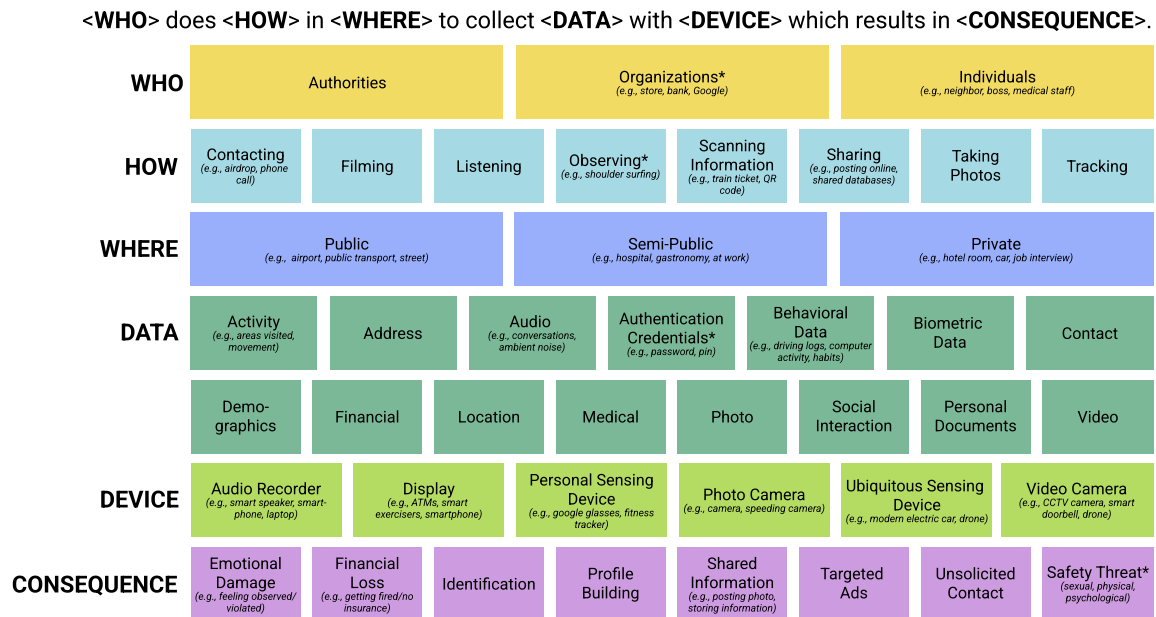 <WHO> does <HOW> in <WHERE> to collect <DATA> with <DEVICE> which results in <CONSEQUENCE>.
WHO
Authorities
Organizations*
(e.g., store, bank, Google)
Individuals
(e.g., neighbor, boss, medical staff)
HOW
Contacting
(e.g., airdrop, phone
call)
Filming
Listening
Observing*
(e.g., shoulder surfing)
Scanning
Information
(e.g., train ticket, QR
code)
Sharing
(e.g., posting online,
shared databases)
Taking
Photos
Tracking
WHERE
Public
(e.g., airport, public transport, street)
Semi-Public
(e.g., hospital, gastronomy, at work)
Private
(e.g., hotel room, car, job interview)
DATA
Activity
(e.g., areas visited,
movement)
Address
Audio
(e.g., conversations,
ambient noise)
Authentication
Credentials*
(e.g., password, pin)
Behavioral
Data
(e.g., driving logs, computer
activity, habits)
Biometric
Data
Contact
Demo-
graphics
Financial
Location
Medical
Photo
Social
Interaction
Personal
Documents
Video
DEVICE
Audio Recorder
(e.g., smart speaker, smart-
phone, laptop)
Display
(e.g., ATMs, smart
exercisers, smartphone)
Personal Sensing
Device
(e.g., google glasses, fitness
tracker)
Photo Camera
(e.g., camera, speeding camera)
Ubiquitous Sensing
Device
(e.g., modern electric car, drone)
Video Camera
(e.g., CCTV camera, smart
doorbell, drone)
CONSEQUENCE
Emotional
Damage
(e.g., feeling observed/
violated)
Financial
Loss
(e.g., getting fired/no
insurance)
Identification
Profile
Building
Shared
Information
(e.g., posting photo,
storing information)
Targeted
Ads
Unsolicited
Contact
Safety Threat*
(sexual, physical,
psychological)